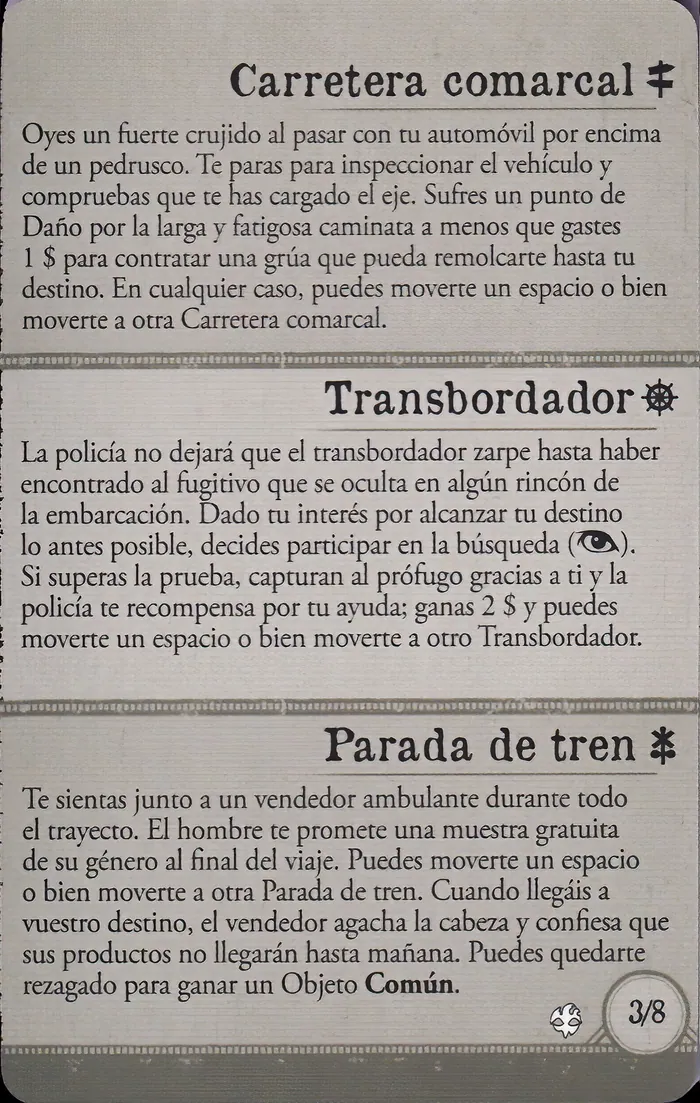 Carretera comarcal
Oyes un fuerte crujido al pasar con tu automóvil por encima
de un pedrusco. Te paras para inspeccionar el vehículo y
compruebas que te has cargado el eje. Sufres un punto de
Daño por la larga y fatigosa caminata a menos que gastes
1 $ para contratar una grúa que pueda remolcarte hasta tu
destino. En cualquier caso, puedes moverte un espacio o bien
moverte a otra Carretera comarcal.
Transbordador
La policía no dejará que el transbordador zarpe hasta haber
encontrado al fugitivo que se oculta en algún rincón de
la embarcación. Dado tu interés por alcanzar tu destino
lo antes posible, decides participar en la búsqueda ( ).
Si superas la prueba, capturan al prófugo gracias a ti y la
policía te recompensa por tu ayuda; ganas 2 $ y puedes
moverte un espacio o bien moverte a otro Transbordador.
Parada de tren
Te sientas junto a un vendedor ambulante durante todo
el trayecto. El hombre te promete una muestra gratuita
de su género al final del viaje. Puedes moverte un espacio
o bien moverte a otra Parada de tren. Cuando llegáis a
vuestro destino, el vendedor agacha la cabeza y confiesa que
sus productos no llegarán hasta mañana. Puedes quedarte
rezagado para ganar un Objeto Común.
3/8